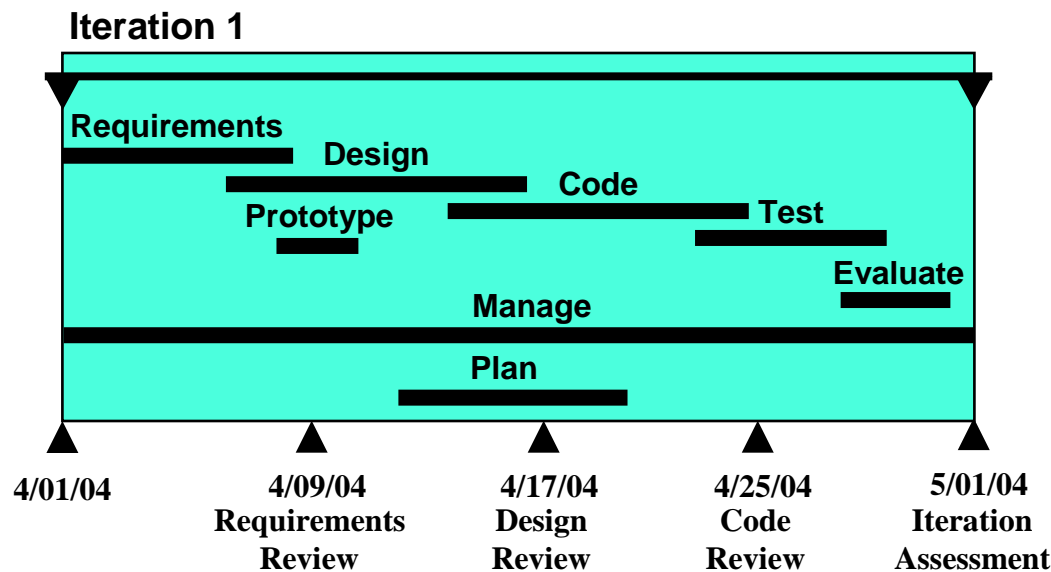 Iteration 1
Requirements
Design
Code
Prototype
Test
Evaluate
Manage
Plan
4/01/04
4/09/04
Requirements
Review
4/17/04
Design
Review
4/25/04
Code
Review
5/01/04
Iteration
Assessment